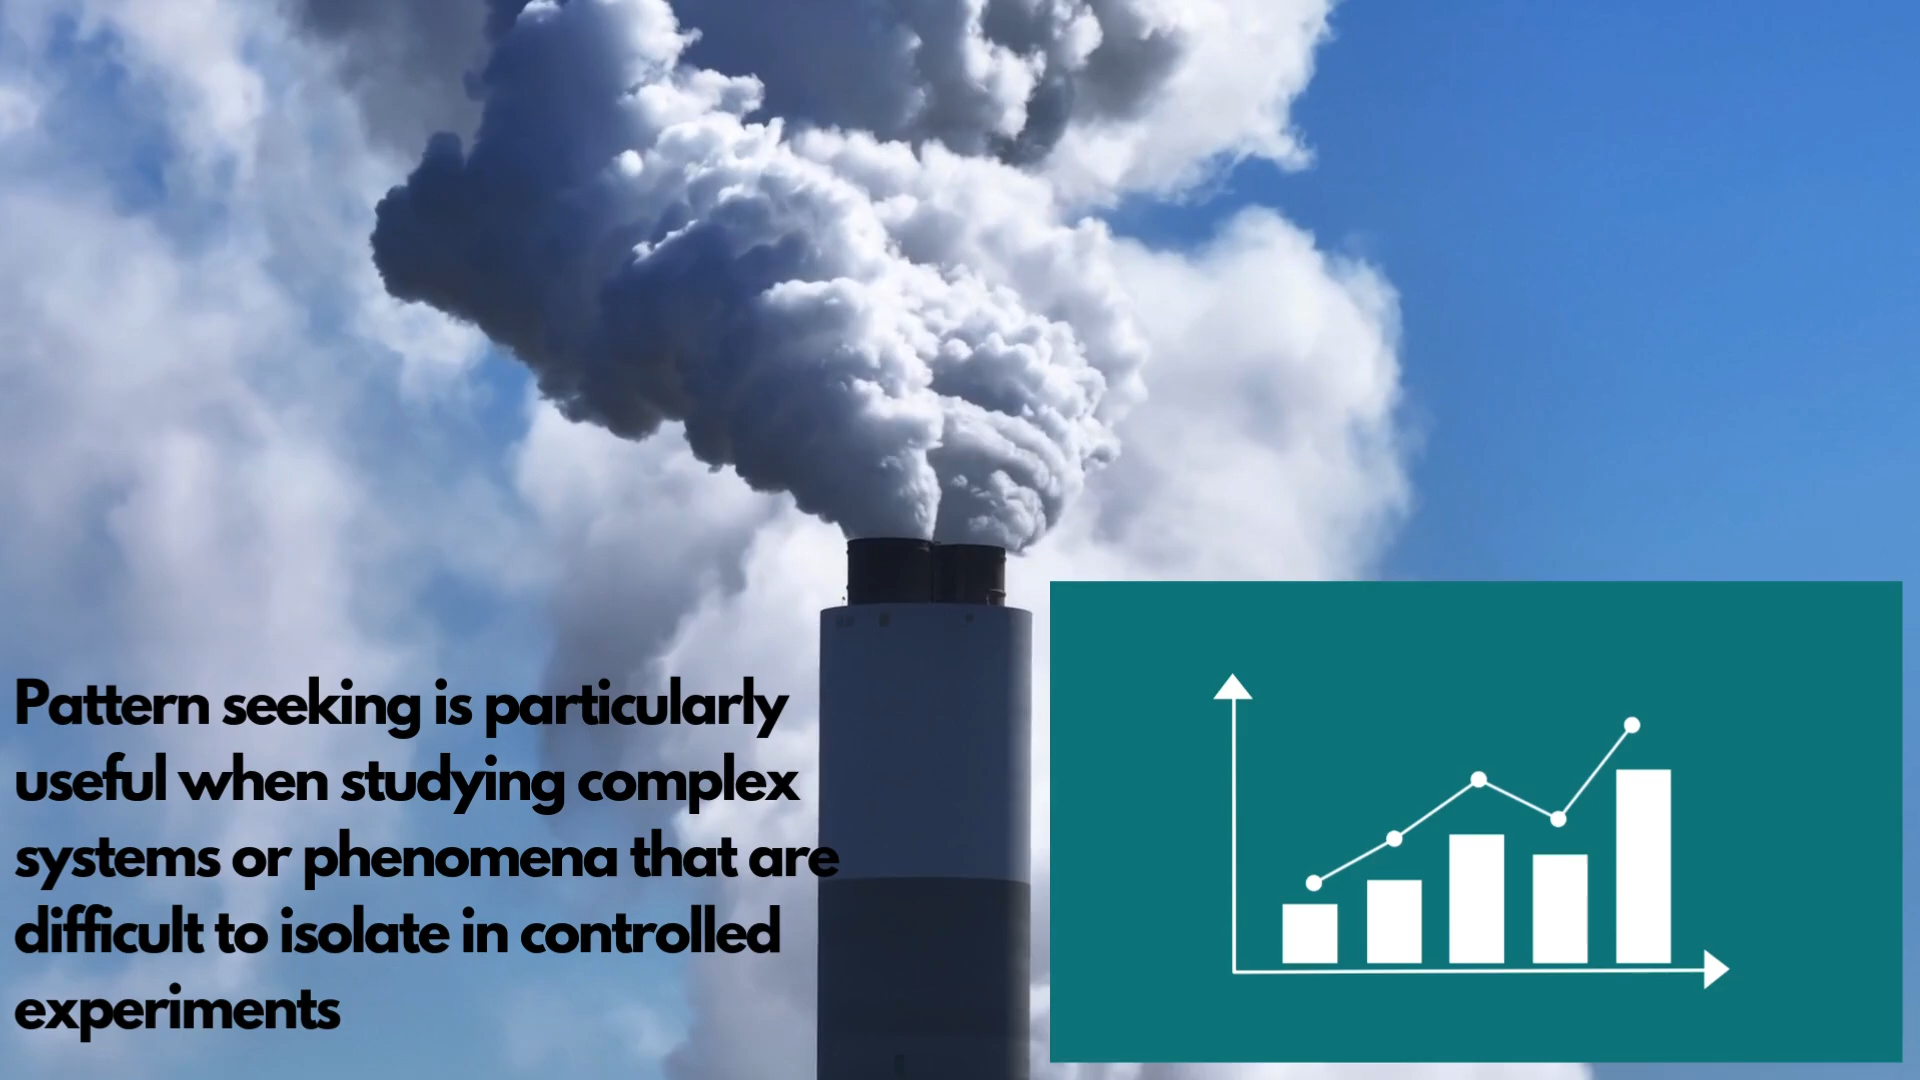 Pattern seeking is particularly
useful when studying complex
systems or phenomena that are
difficult to isolate in controlled
experiments